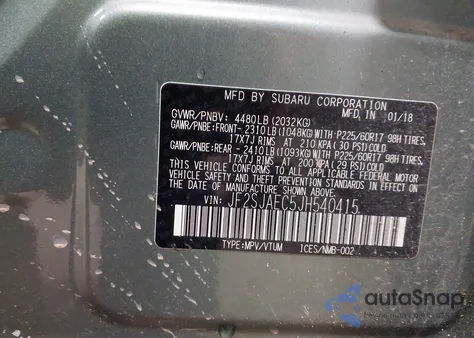 MFD BY SUBARU CORPORATION
GVWR/PNBV: 4480LB (2032KG) MFD. IN 01/18
GAWR/PNBE: FRONT- 2310LB (1048KG) WITH P225/60R17 98H TIRES,
17X7J RIMS AT 210 KPA (30 PSI) COLD
GAWR/PNBE: REAR - 2410LB (1093KG) WITH P225/60R17 98H TIRES,
17X7J RIMS AT 200 KPA (29 PSI) COLD
THIS VEHICLE CONFORMS TO ALL APPLICABLE FEDERAL MOTOR
VEHICLE SAFETY, BUMPER, AND THEFT PREVENTION STANDARDS
IN EFFECT ON THE DATE OF MANUFACTURE SHOWN ABOVE.
VIN: JF2SJAEC5JH540415
TYPE:MPV/VTUM ICES/NMB-002
autoSnap
Powered by